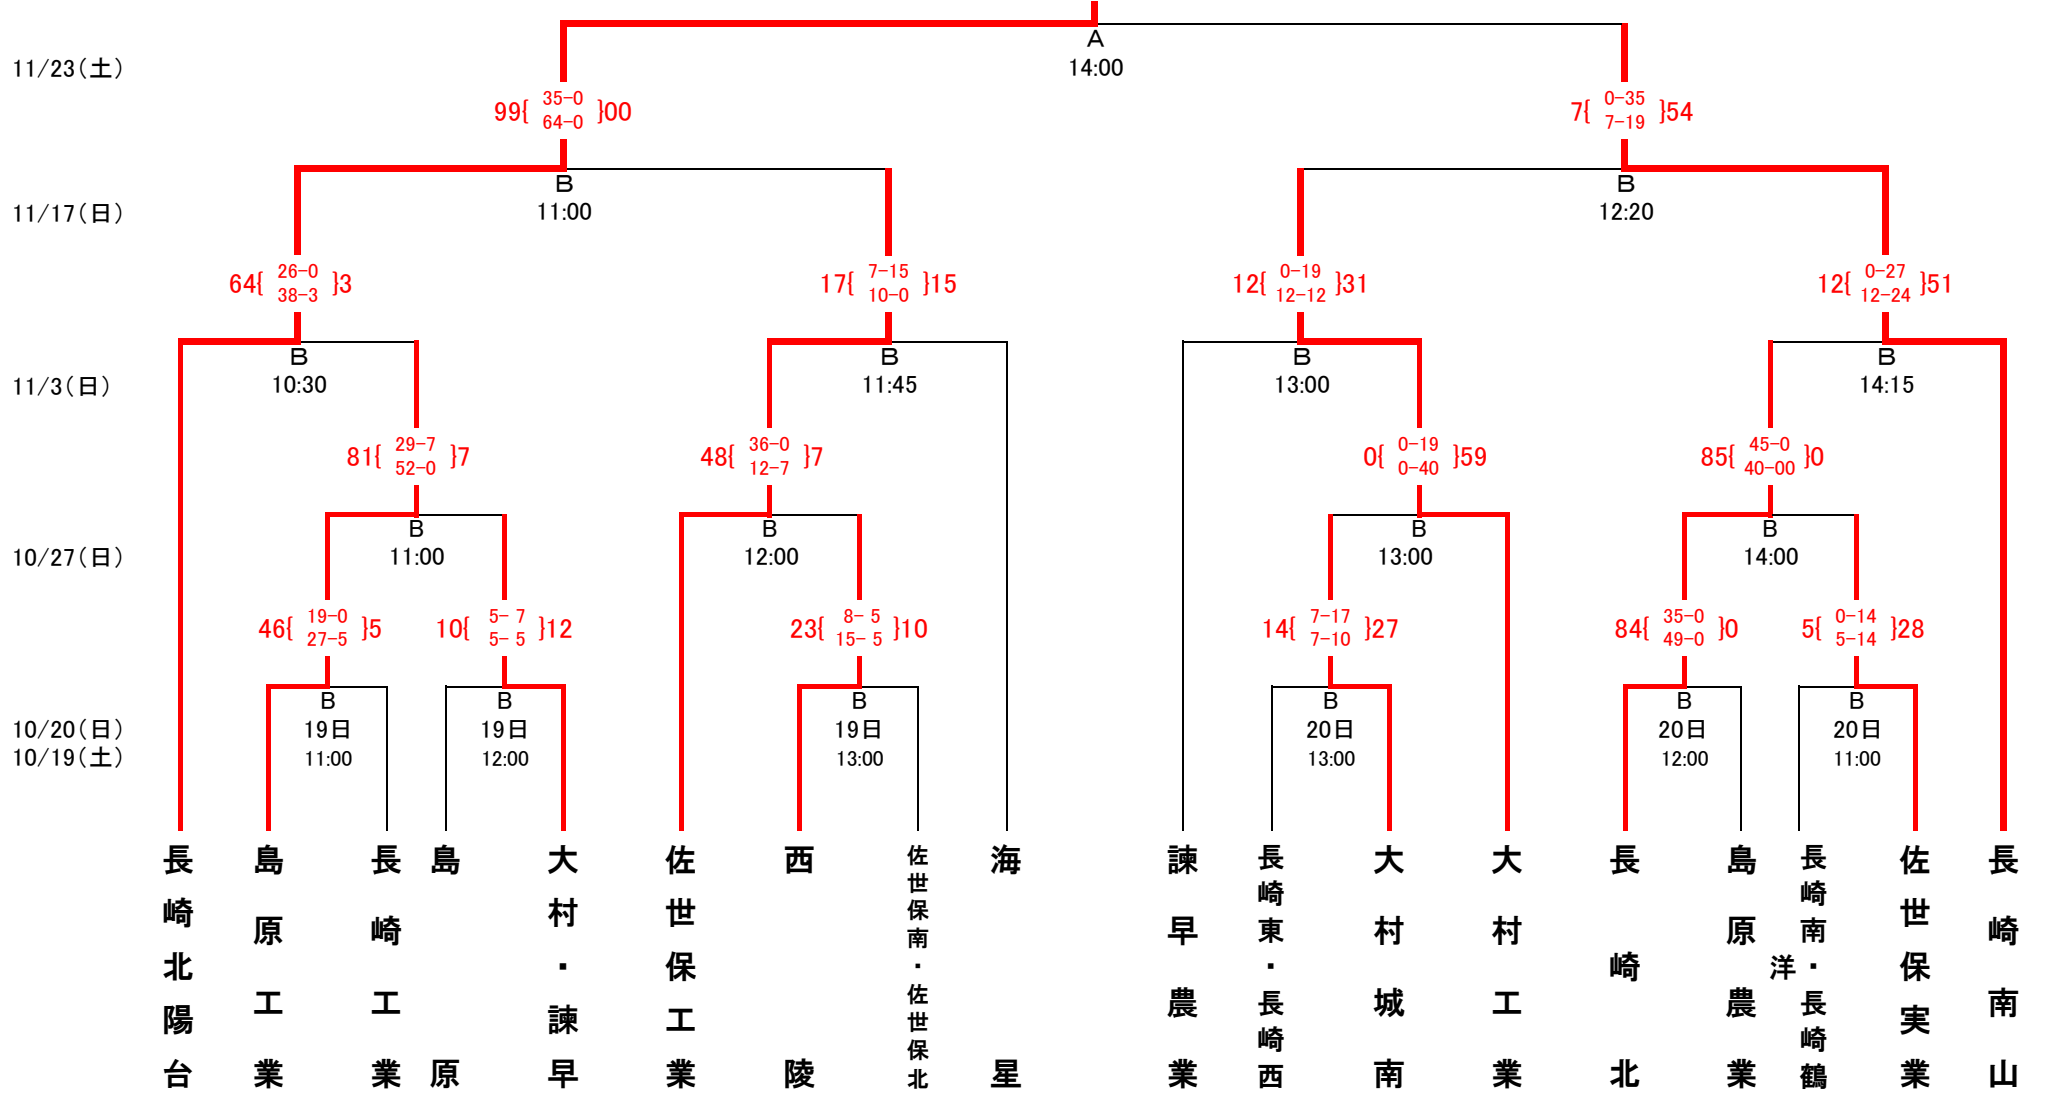 A
14:00
11/23(土)
99{ 35-0 64-0 }00
7{ 0-35 7-19 }54
B
11:00
B
12:20
11/17(日)
64{ 26-0 38-3 }3
17{ 7-15 10-0 }15
12{ 0-19 12-12 }31
12{ 0-27 12-24 }51
B
10:30
B
11:45
B
13:00
B
14:15
11/3(日)
81{ 29-7 52-0 }7
48{ 36-0 12-7 }7
0{ 0-19 0-40 }59
85{ 45-0 40-00 }0
B
11:00
B
12:00
B
13:00
B
14:00
10/27(日)
46{ 19-0 27-5 }5
10{ 5- 7 5- 5 }12
23{ 8- 5 15- 5 }10
14{ 7-17 7-10 }27
84{ 35-0 49-0 }0
5{ 0-14 5-14 }28
B
19日
11:00
B
19日
12:00
B
19日
13:00
B
20日
13:00
B
20日
12:00
B
20日
11:00
10/20(日)
10/19(土)
長崎北陽台
島原工業
長崎工業
島原
大村・諫早
佐世保工業
西陵
佐世保南・佐世保北
海星
諫早農業
長崎東・長崎西
大村城南
大村工業
長崎北
島原農業
長崎南・長崎鶴
洋
佐世保実業
長崎南山